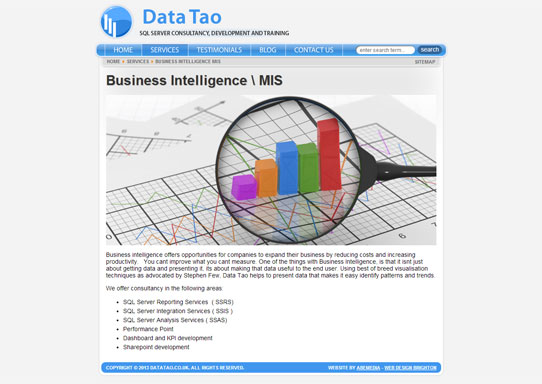 Data Tao
SQL SERVER CONSULTANCY, DEVELOPMENT AND TRAINING
HOME SERVICES TESTIMONIALS BLOG CONTACT US enter search term... search
HOME SERVICES BUSINESS INTELLIGENCE MIS SITEMAP
Business Intelligence \ MIS
Business intelligence offers opportunities for companies to expand their business by reducing costs and increasing
productivity. You cant improve what you cant measure. One of the things with Business intelligence, is that it isnt just
about getting data and presenting it, its about making that data useful to the end user. Using best of breed visualisation
techniques as advocated by Stephen Few, Data Tao helps to present data that makes it easy identify patterns and trends.
We offer consultancy in the following areas:
SQL Server Reporting Services ( SSRS)
SQL Server integration Services ( SSIS )
SQL Server Analysis Services ( SSAS)
Performance Point
Dashboard and KPI development
Sharepoint development
COPYRIGHT © 2013 DATATAO.CO.UK. ALL RIGHTS RESERVED. WEBSITE BY ABEMEDIA - WEB DESIGN BRIGHTON